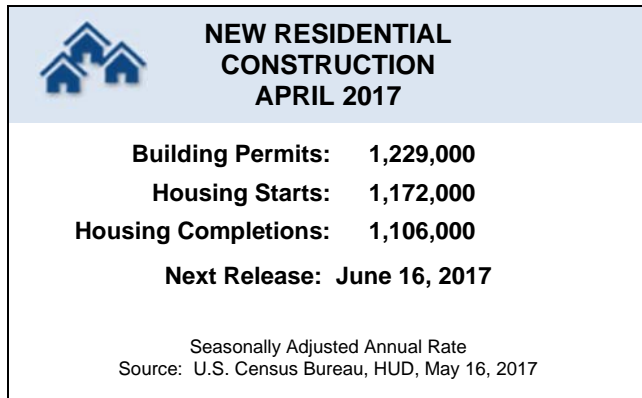 NEW RESIDENTIAL
CONSTRUCTION
APRIL 2017
Building Permits: 1,229,000
Housing Starts: 1,172,000
Housing Completions: 1,106,000
Next Release: June 16, 2017
Seasonally Adjusted Annual Rate
Source: U.S. Census Bureau, HUD, May 16, 2017